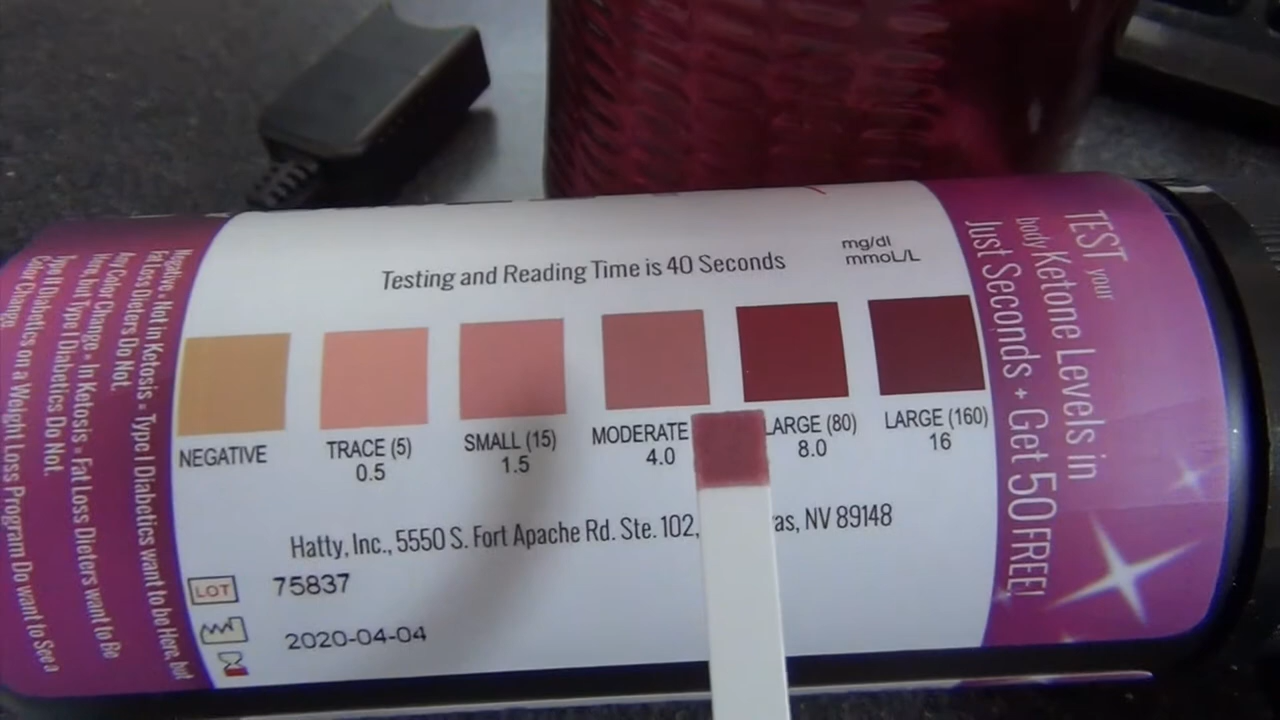 Testing and Reading Time is 40 Seconds
mg/dl
mmoL/L
NEGATIVE
TRACE (5)
0.5
SMALL (15)
1.5
MODERATE
4.0
LARGE (80)
8.0
LARGE (160)
16
Hatty, Inc., 5550 S. Fort Apache Rd. Ste. 102, as, NV 89148
LOT 75837
2020-04-04
Negative = Not in Ketosis = Type I Diabetics want to be Here, but
Fat Loss Dieters Do Not.
Any Color Change = In Ketosis = Fat Loss Dieters want to Be
Here but Type I Diabetics Do Not.
Type II Diabetics on a Weight Loss Program Do want to See a
Color Change
TEST your
body Ketone Levels in
Just Seconds + Get 50 FREE!